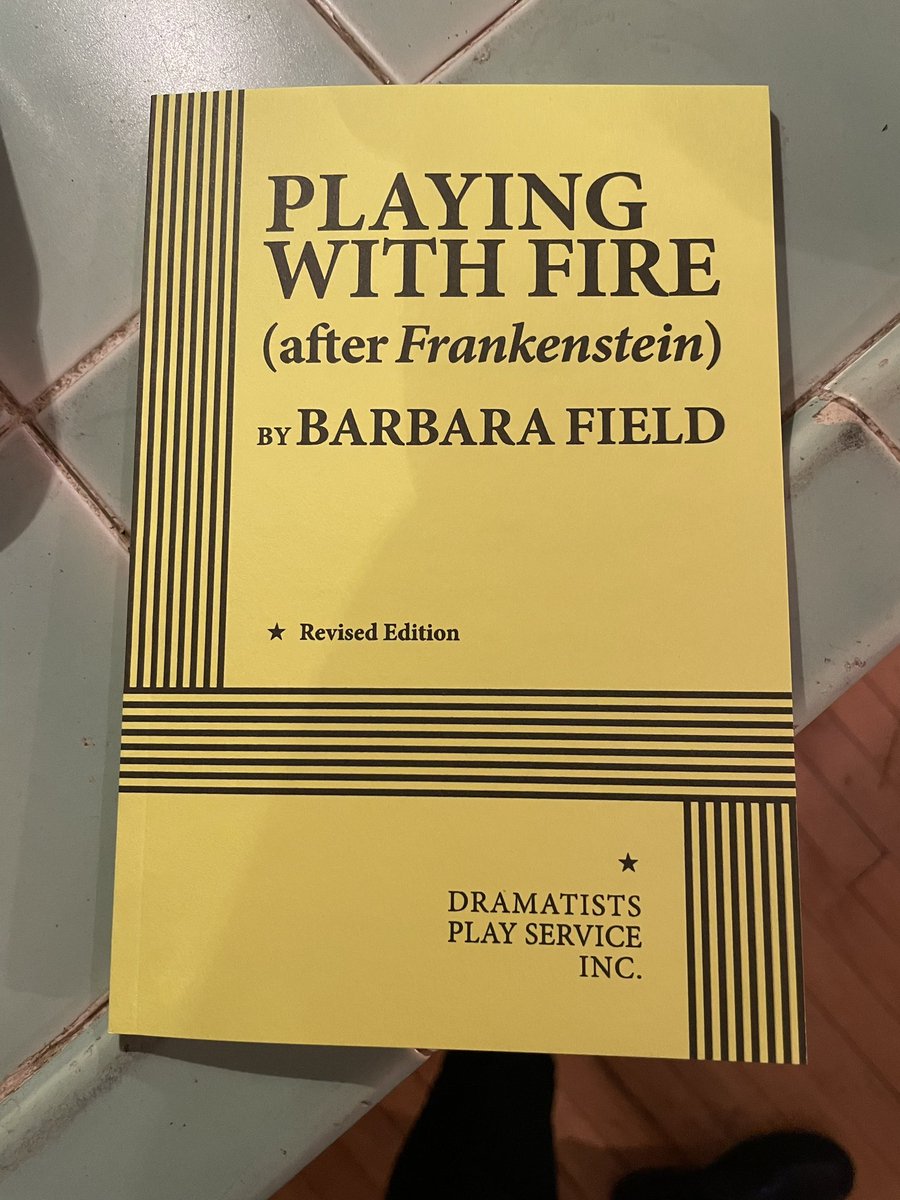 PLAYING
WITH FIRE
(after Frankenstein)
BY BARBARA FIELD
★ Revised Edition
★
DRAMATISTS
PLAY SERVICE
INC.